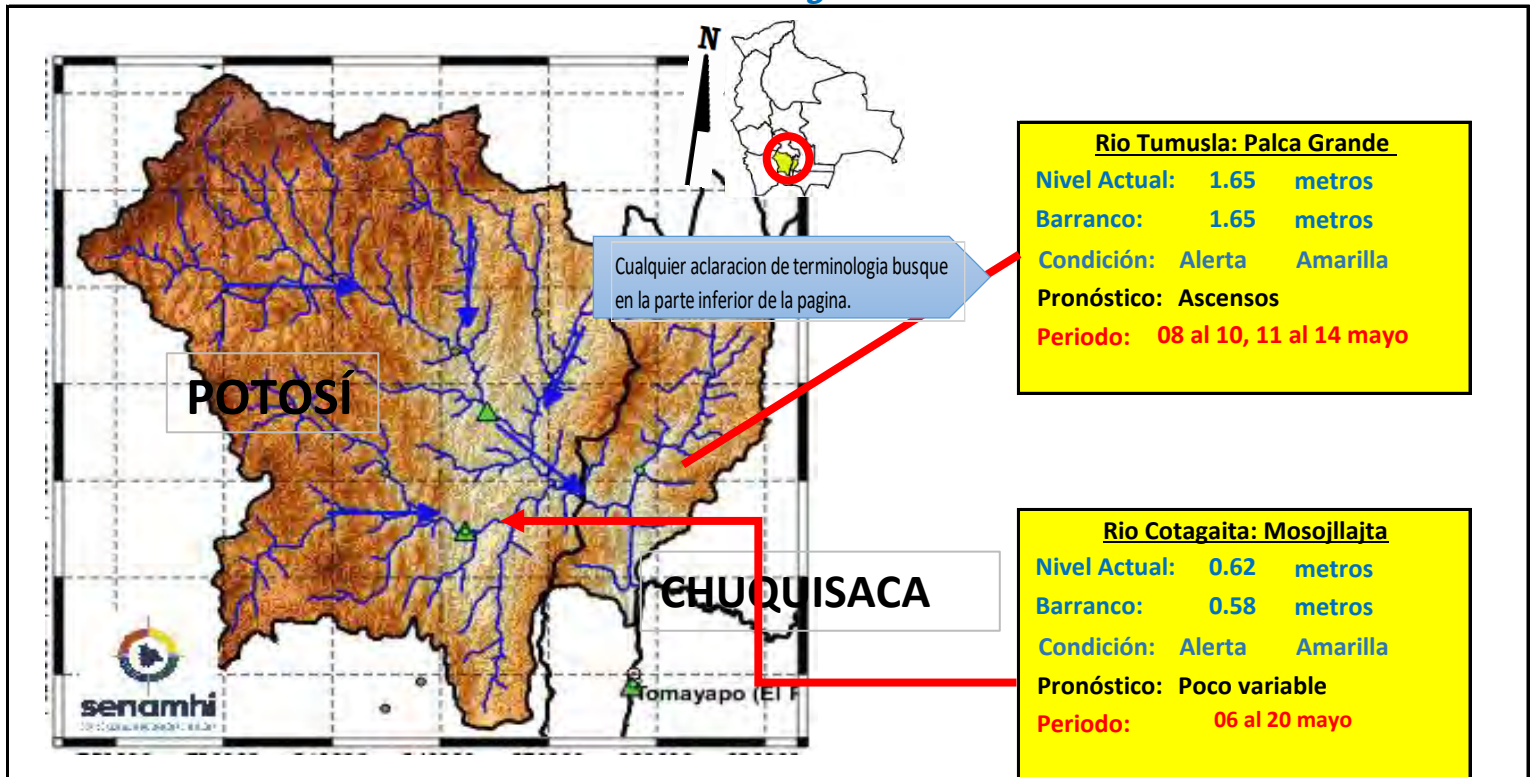 N
Cualquier aclaracion de terminologia busque
en la parte inferior de la pagina.
POTOSÍ
CHUQUISACA
Tomayapo (El
senamhi
Rio Tumusla: Palca Grande
Nivel Actual: 1.65 metros
Barranco: 1.65 metros
Condición: Alerta Amarilla
Pronóstico: Ascensos
Periodo: 08 al 10, 11 al 14 mayo
Rio Cotagaita: Mosojllajta
Nivel Actual: 0.62 metros
Barranco: 0.58 metros
Condición: Alerta Amarilla
Pronóstico: Poco variable
Periodo: 06 al 20 mayo